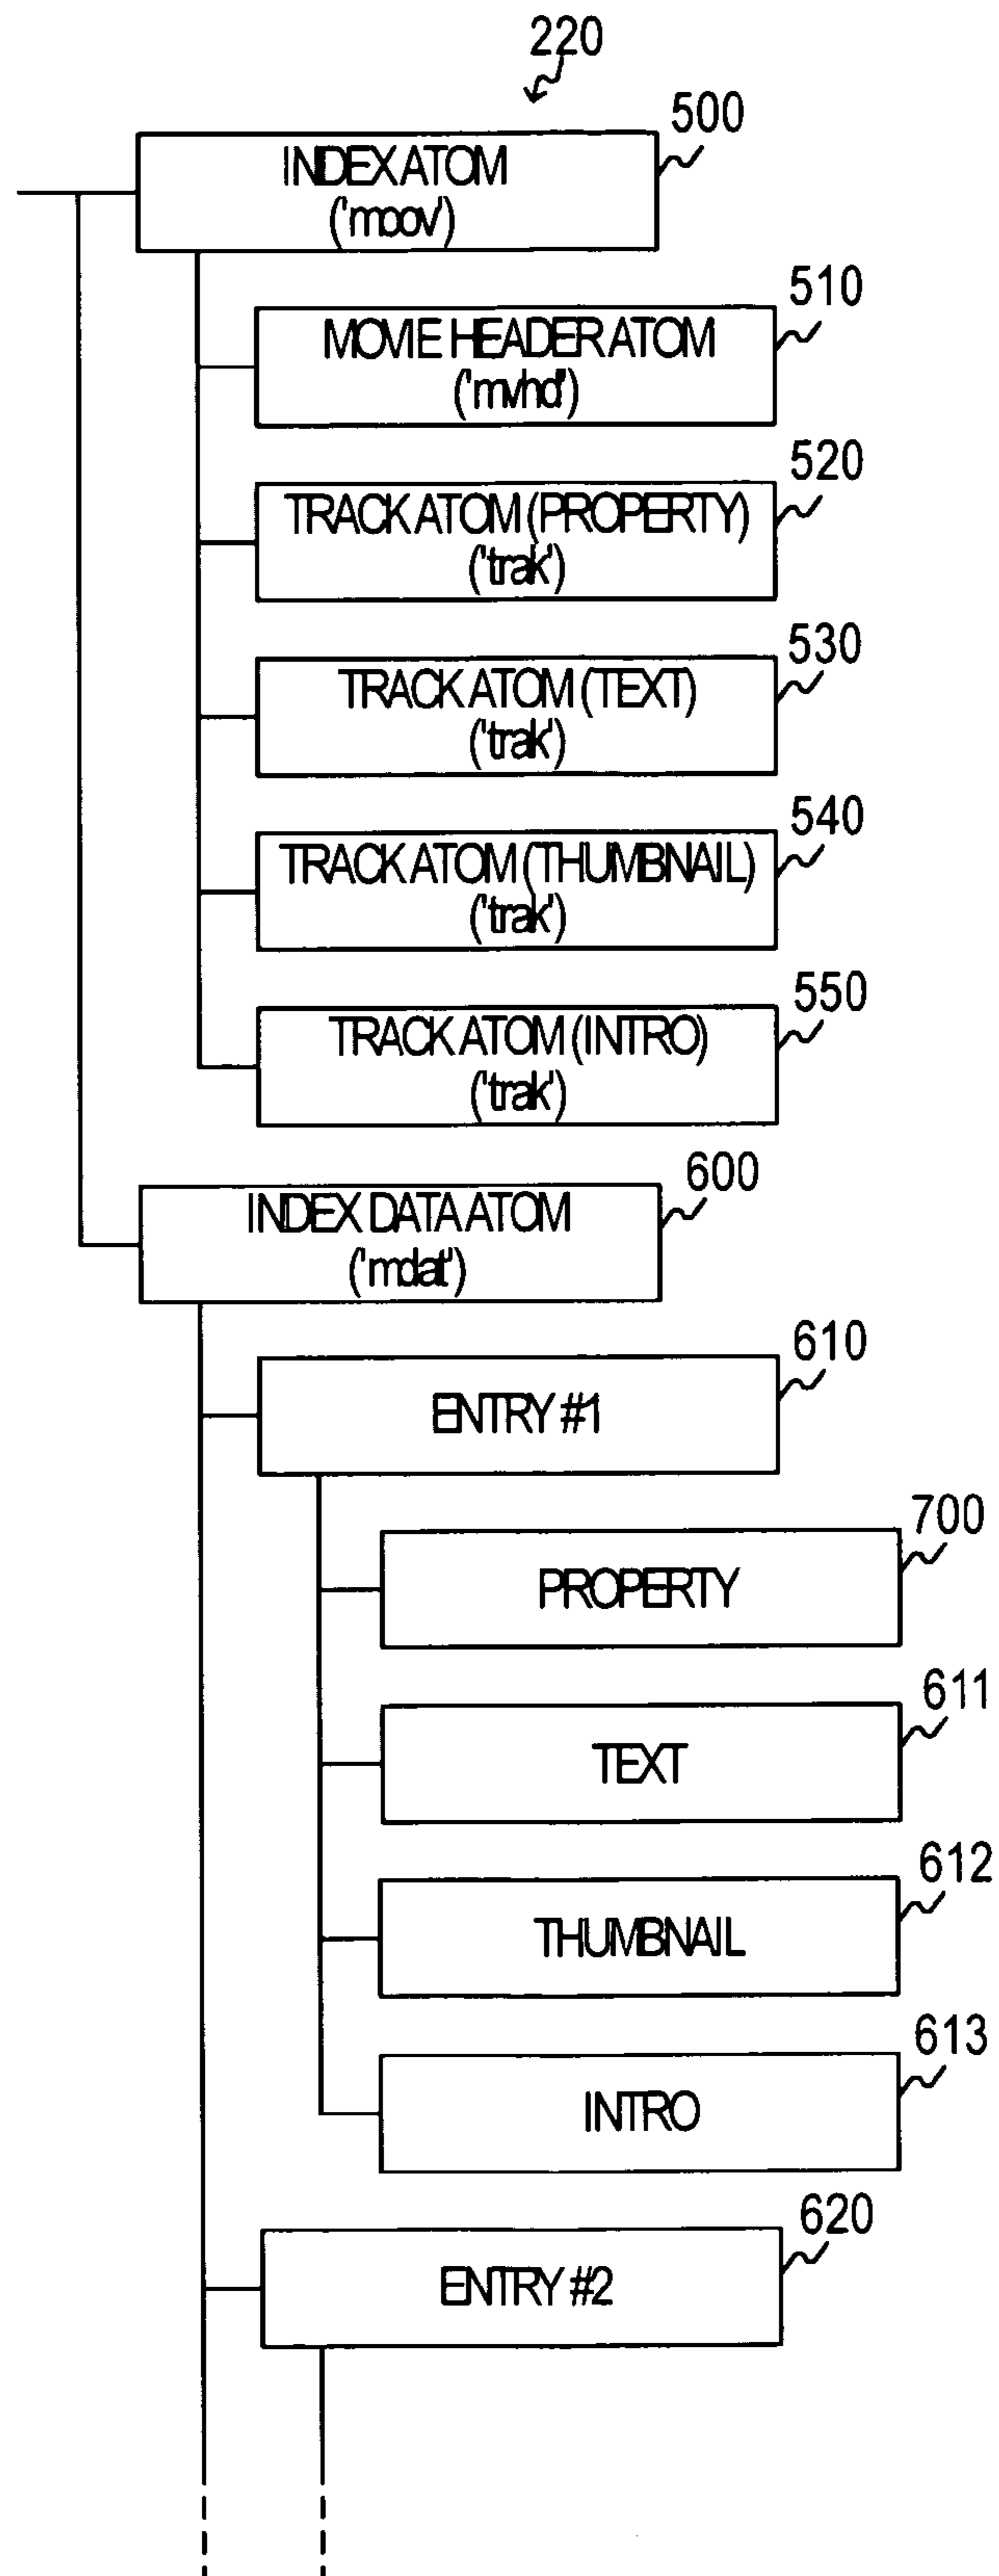 220
500
INDEX ATOM
('moov')
510
MOVIE HEADER ATOM
('mvhd')
520
TRACK ATOM (PROPERTY)
('trak')
530
TRACK ATOM (TEXT)
('trak')
540
TRACK ATOM (THUMBNAIL)
('trak')
550
TRACK ATOM (INTRO)
('trak')
600
INDEX DATA ATOM
('mdat')
610
ENTRY #1
700
PROPERTY
611
TEXT
612
THUMBNAIL
613
INTRO
620
ENTRY #2